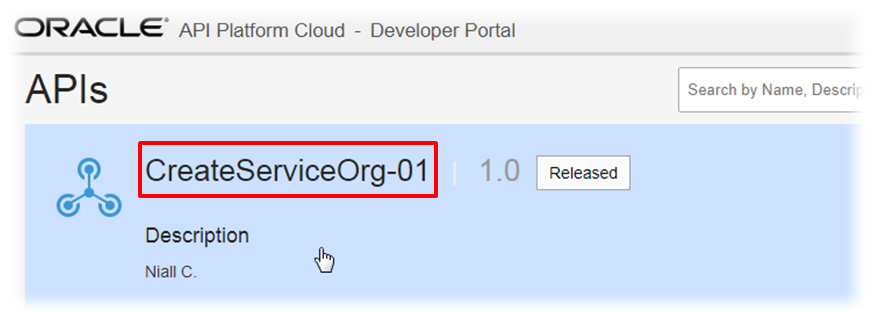 ORACLE® API Platform Cloud - Developer Portal
APIs
Search by Name, Descrip
CreateServiceOrg-01 | 1.0 Released
Description
Niall C.